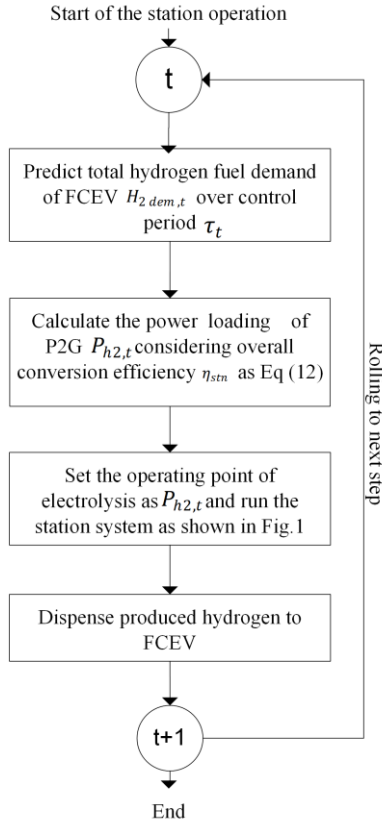 Start of the station operation
t
Predict total hydrogen fuel demand
of FCEV H₂ dem,t over control
period τₜ
Calculate the power loading of
P2G Pₕ₂,ₜ considering overall
conversion efficiency ηstn as Eq (12)
Set the operating point of
electrolysis as Pₕ₂,ₜ and run the
station system as shown in Fig.1
Dispense produced hydrogen to
FCEV
t+1
End
Rolling to next step